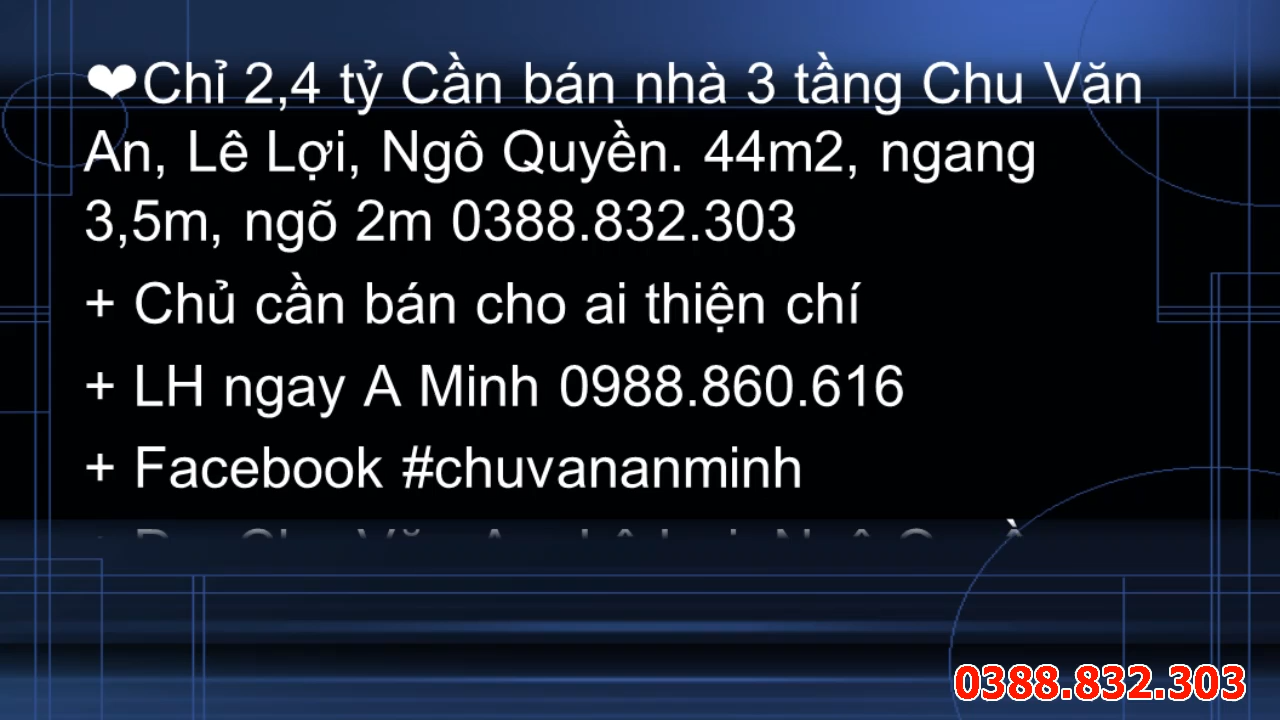 ❤Chỉ 2,4 tỷ Cần bán nhà 3 tầng Chu Văn
An, Lê Lợi, Ngô Quyền. 44m2, ngang
3,5m, ngõ 2m 0388.832.303
+ Chủ cần bán cho ai thiện chí
+ LH ngay A Minh 0988.860.616
+ Facebook #chuvananminh
0388.832.303